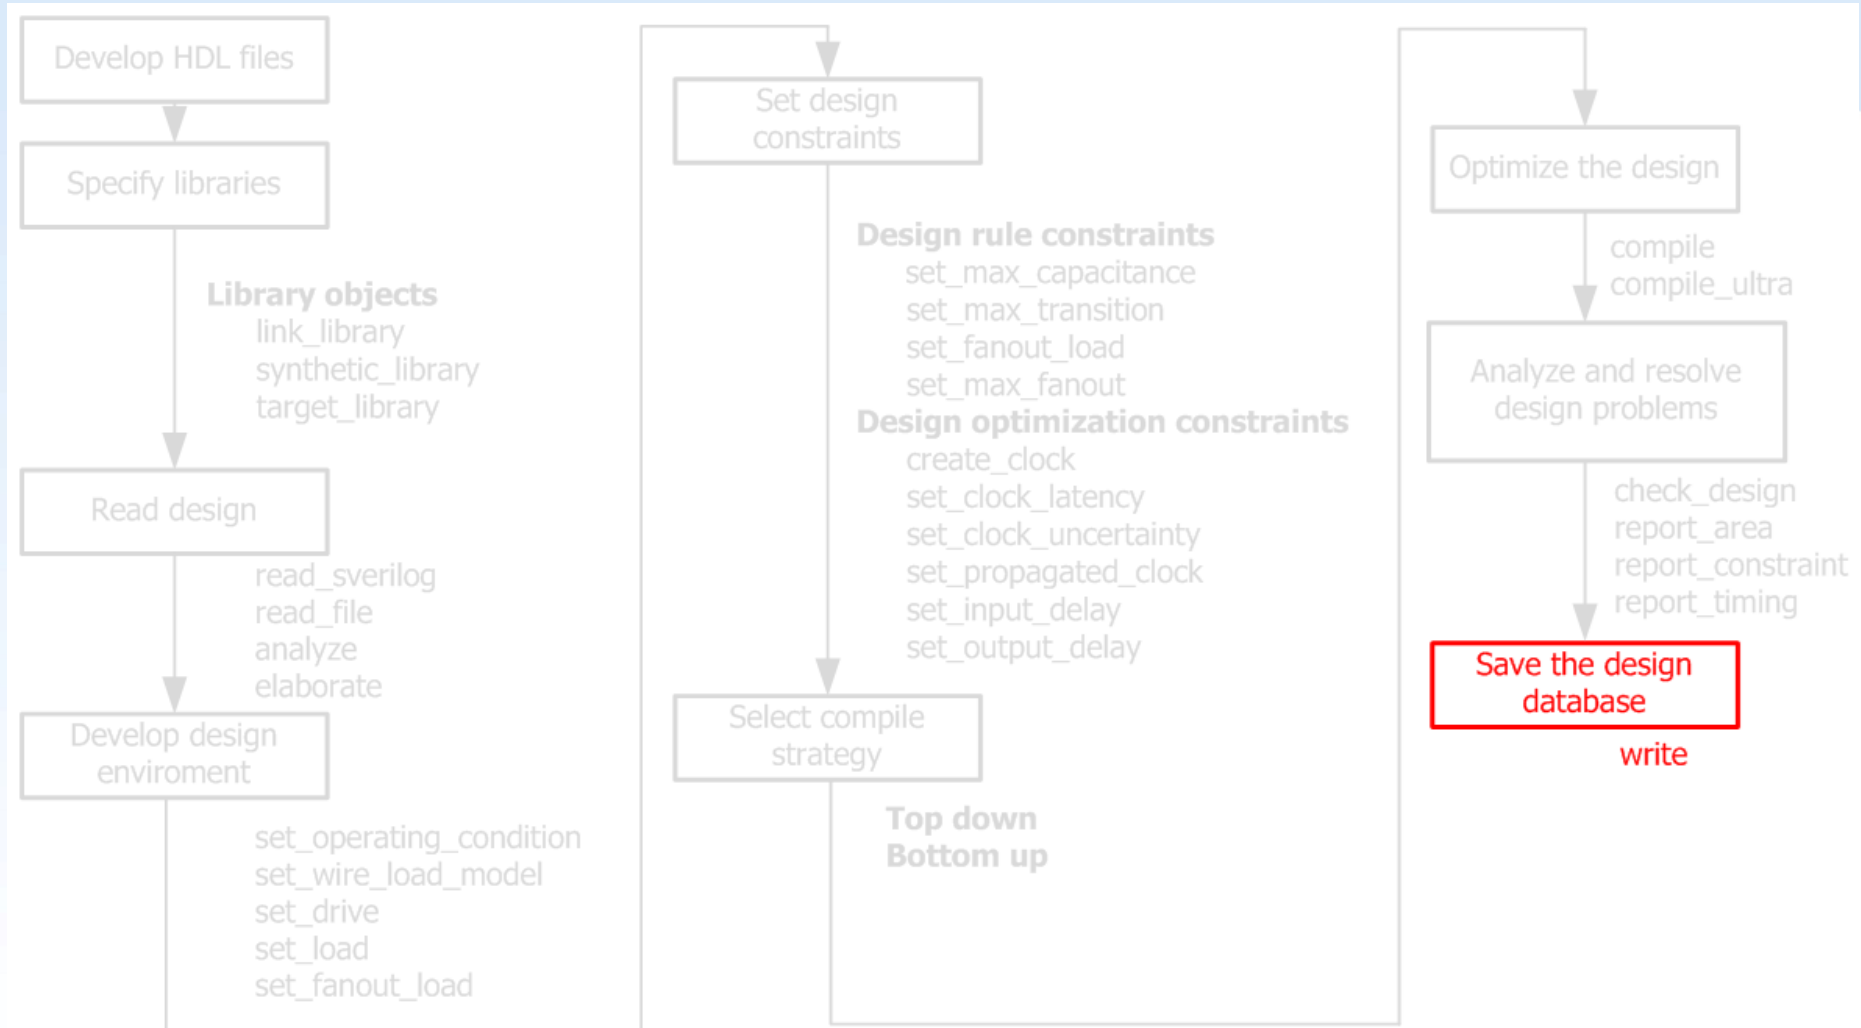 Develop HDL files
Specify libraries
Library objects
link_library
synthetic_library
target_library
Read design
read_sverilog
read_file
analyze
elaborate
Develop design
enviroment
set_operating_condition
set_wire_load_model
set_drive
set_load
set_fanout_load
Set design
constraints
Design rule constraints
set_max_capacitance
set_max_transition
set_fanout_load
set_max_fanout
Design optimization constraints
create_clock
set_clock_latency
set_clock_uncertainty
set_propagated_clock
set_input_delay
set_output_delay
Select compile
strategy
Top down
Bottom up
Optimize the design
compile
compile_ultra
Analyze and resolve
design problems
check_design
report_area
report_constraint
report_timing
Save the design
database
write